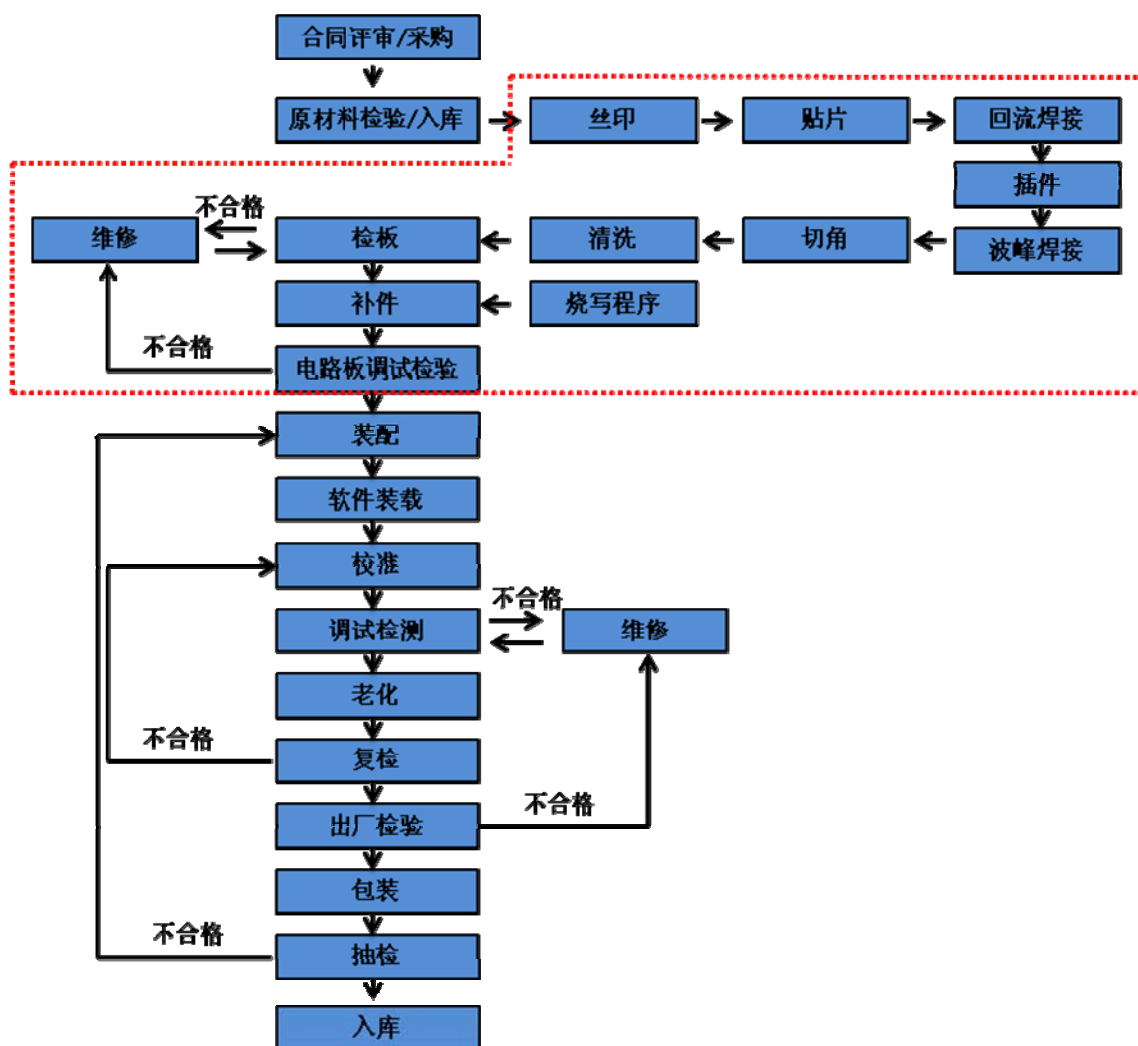 合同评审/采购
原材料检验/入库
丝印
贴片
回流焊接
插件
波峰焊接
切角
清洗
检板
不合格
维修
补件
烧写程序
不合格
电路板调试检验
装配
软件装载
校准
调试检测
不合格
维修
老化
不合格
复检
出厂检验
不合格
包装
不合格
抽检
入库